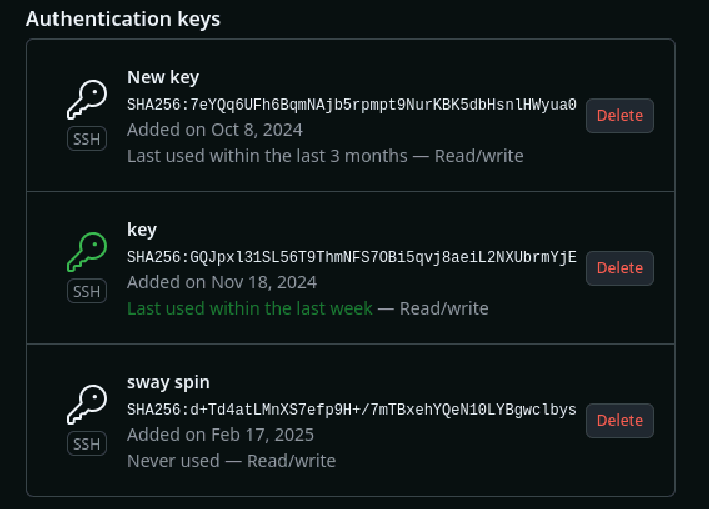 Authentication keys
New key
SHA256:7eYQq6UFh6BqmNAjb5rpmpt9NurKBK5dbHsnlHWyua0
Added on Oct 8, 2024
Last used within the last 3 months — Read/write
SSH
Delete
key
SHA256:GQJpxl31SL56T9ThmNFS7OBi5qvj8aeiL2NXUbrmYjE
Added on Nov 18, 2024
Last used within the last week — Read/write
SSH
Delete
sway spin
SHA256:d+Td4atLMnXS7efp9H+/7mTBxehYQeN10LYBgwclbys
Added on Feb 17, 2025
Never used — Read/write
SSH
Delete